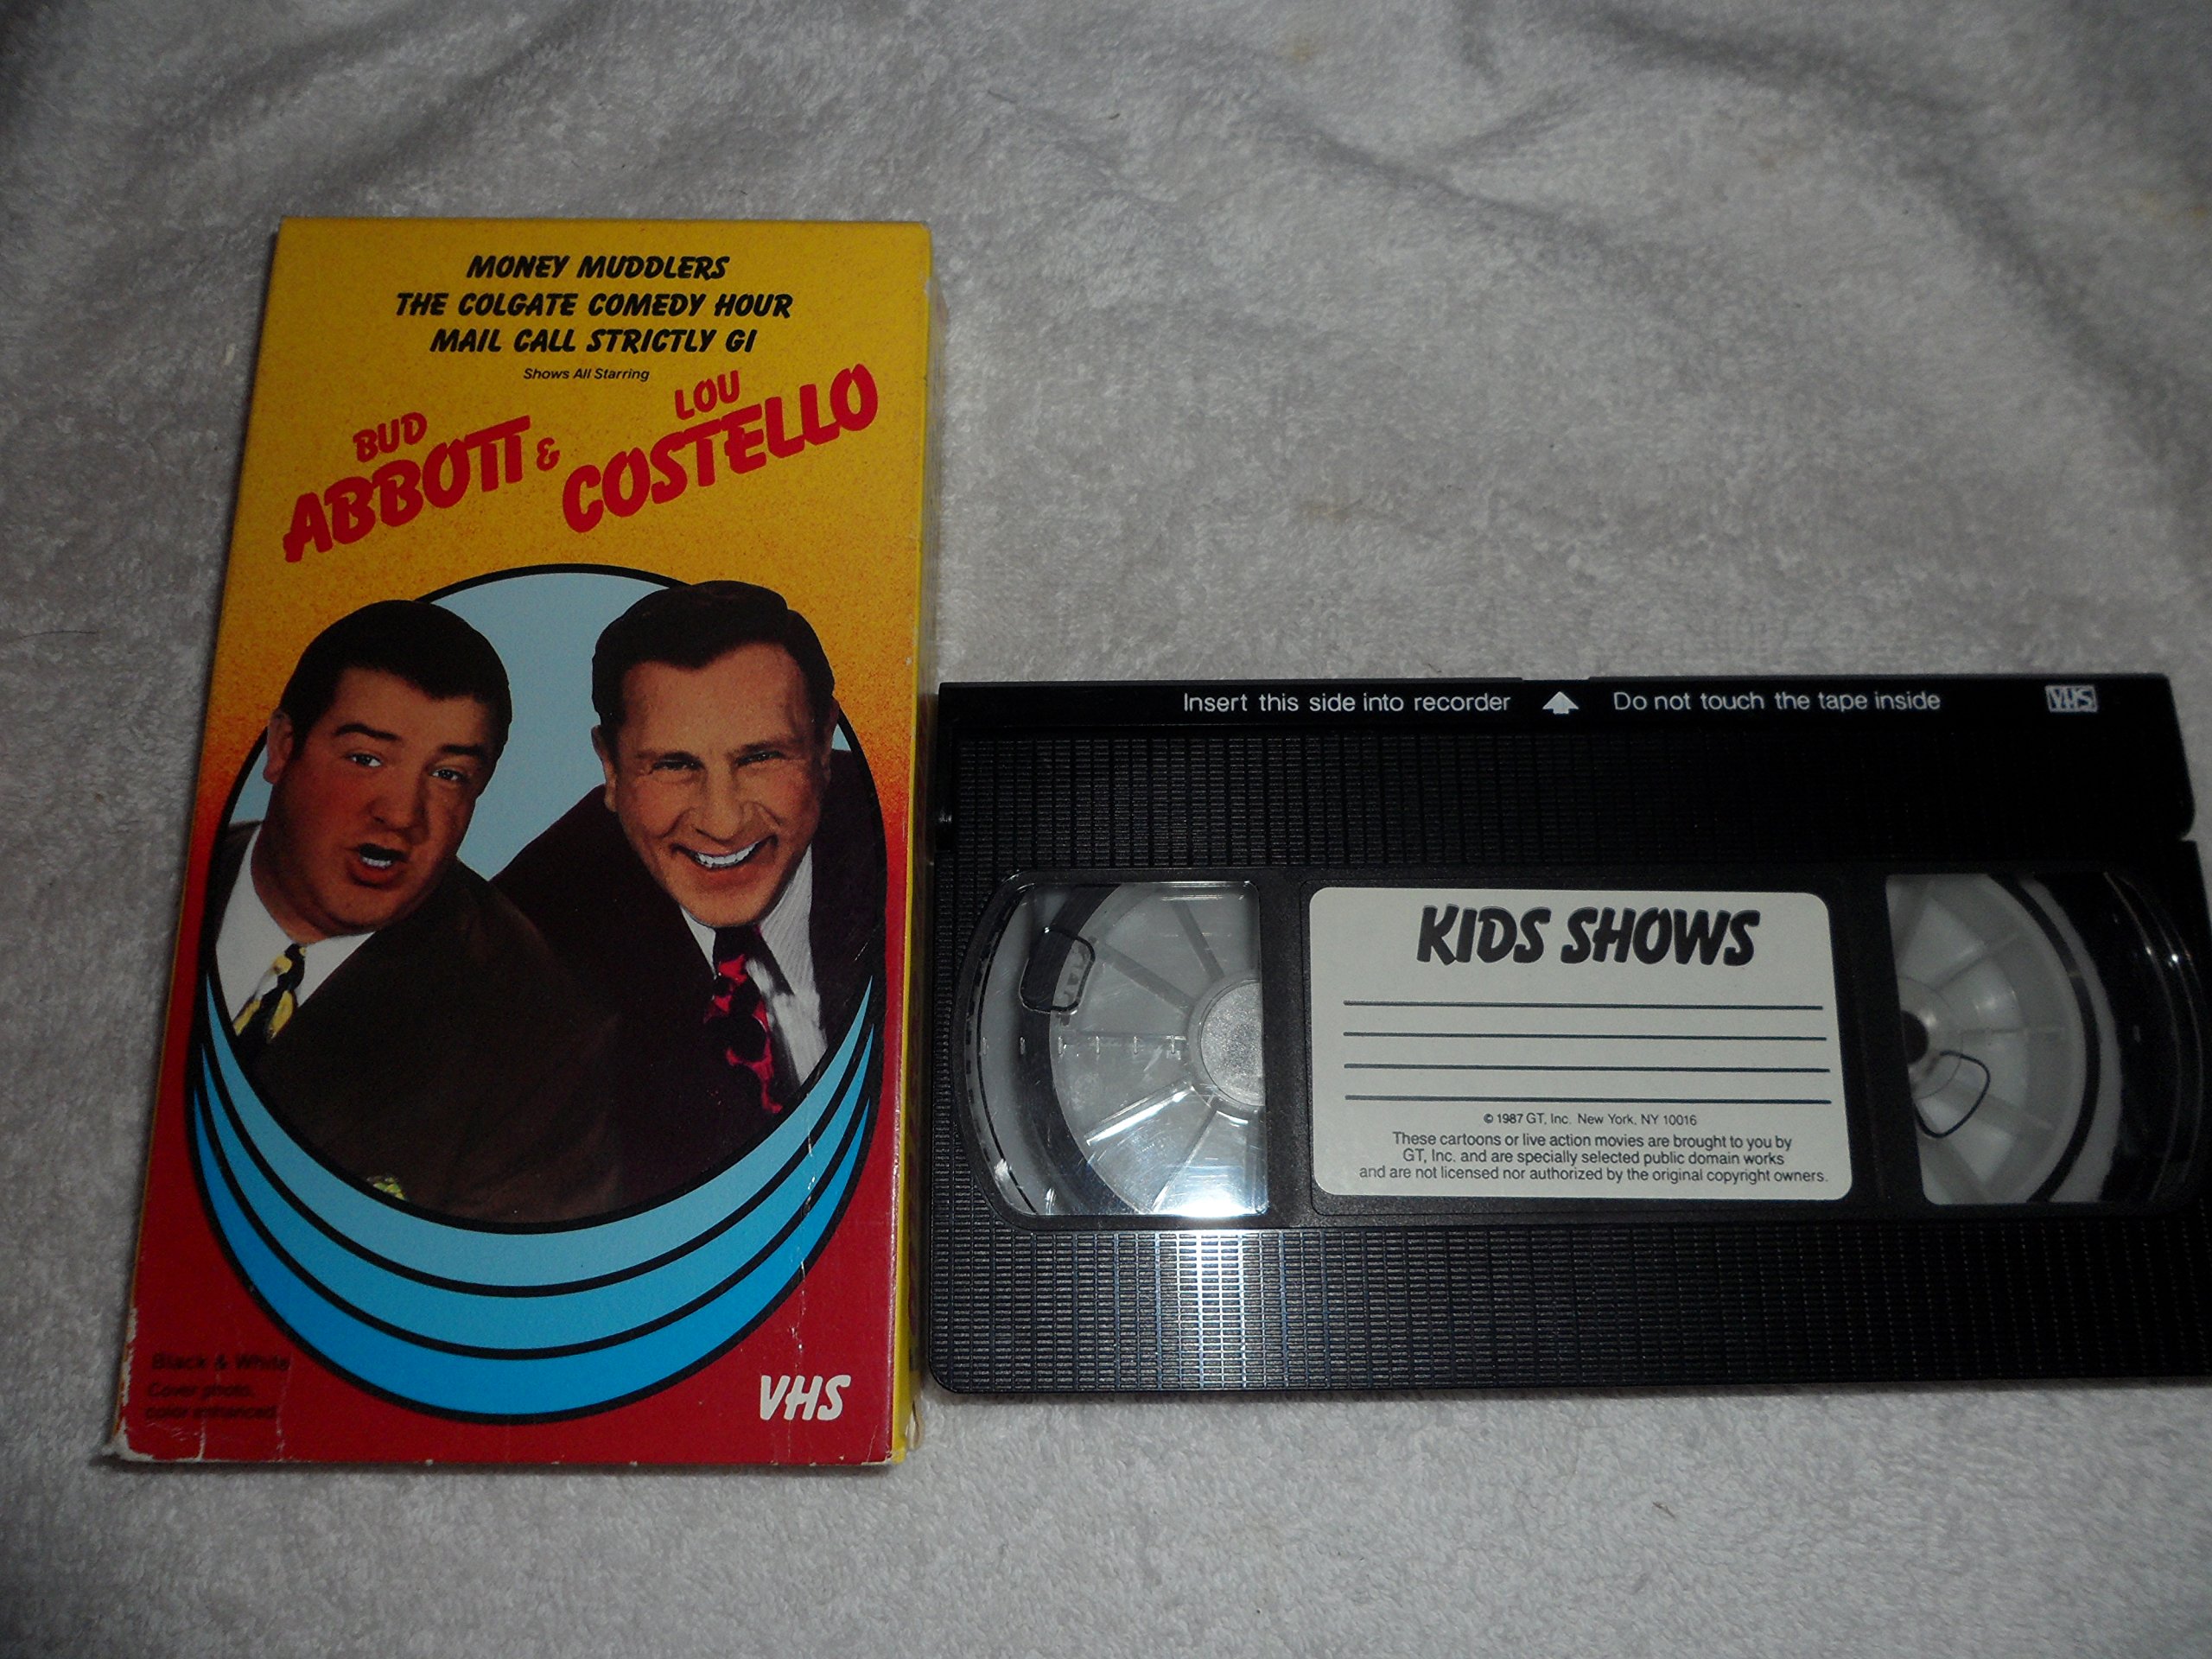 MONEY MUDDLERS
THE COLGATE COMEDY HOUR
MAIL CALL STRICTLY GI
Shows All Starring
BUD LOU
ABBOTT & COSTELLO
Black & White
Cover photo,
color enhanced
VHS
Insert this side into recorder Do not touch the tape inside VHS
KIDS SHOWS
© 1987 GT, Inc. New York, NY 10016
These cartoons or live action movies are brought to you by
GT, Inc. and are specially selected public domain works
and are not licensed nor authorized by the original copyright owners.